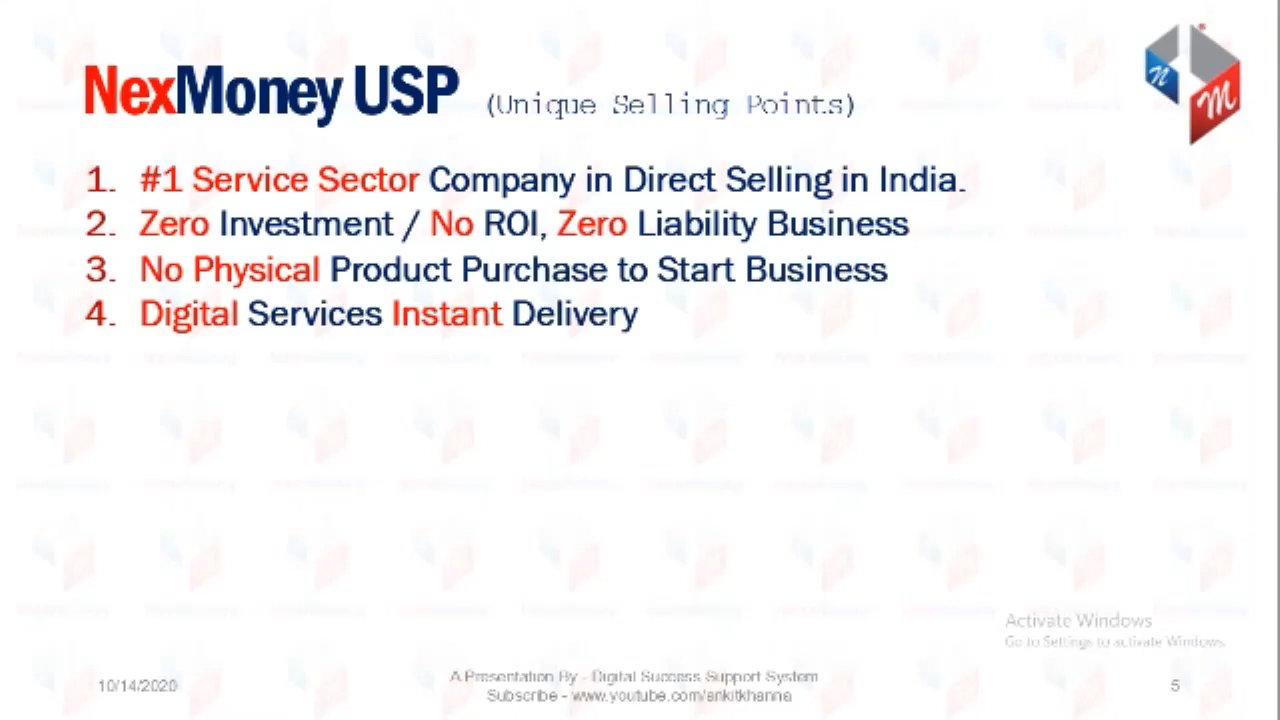 NexMoney USP (Unique Selling Points)
n M
1. #1 Service Sector Company in Direct Selling in India.
2. Zero Investment / No ROI, Zero Liability Business
3. No Physical Product Purchase to Start Business
4. Digital Services Instant Delivery
Activate Windows
Go to Settings to activate Windows.
10/14/2020
A Presentation By - Digital Success Support System
Subscribe - www.youtube.com/ankitkhanna
5